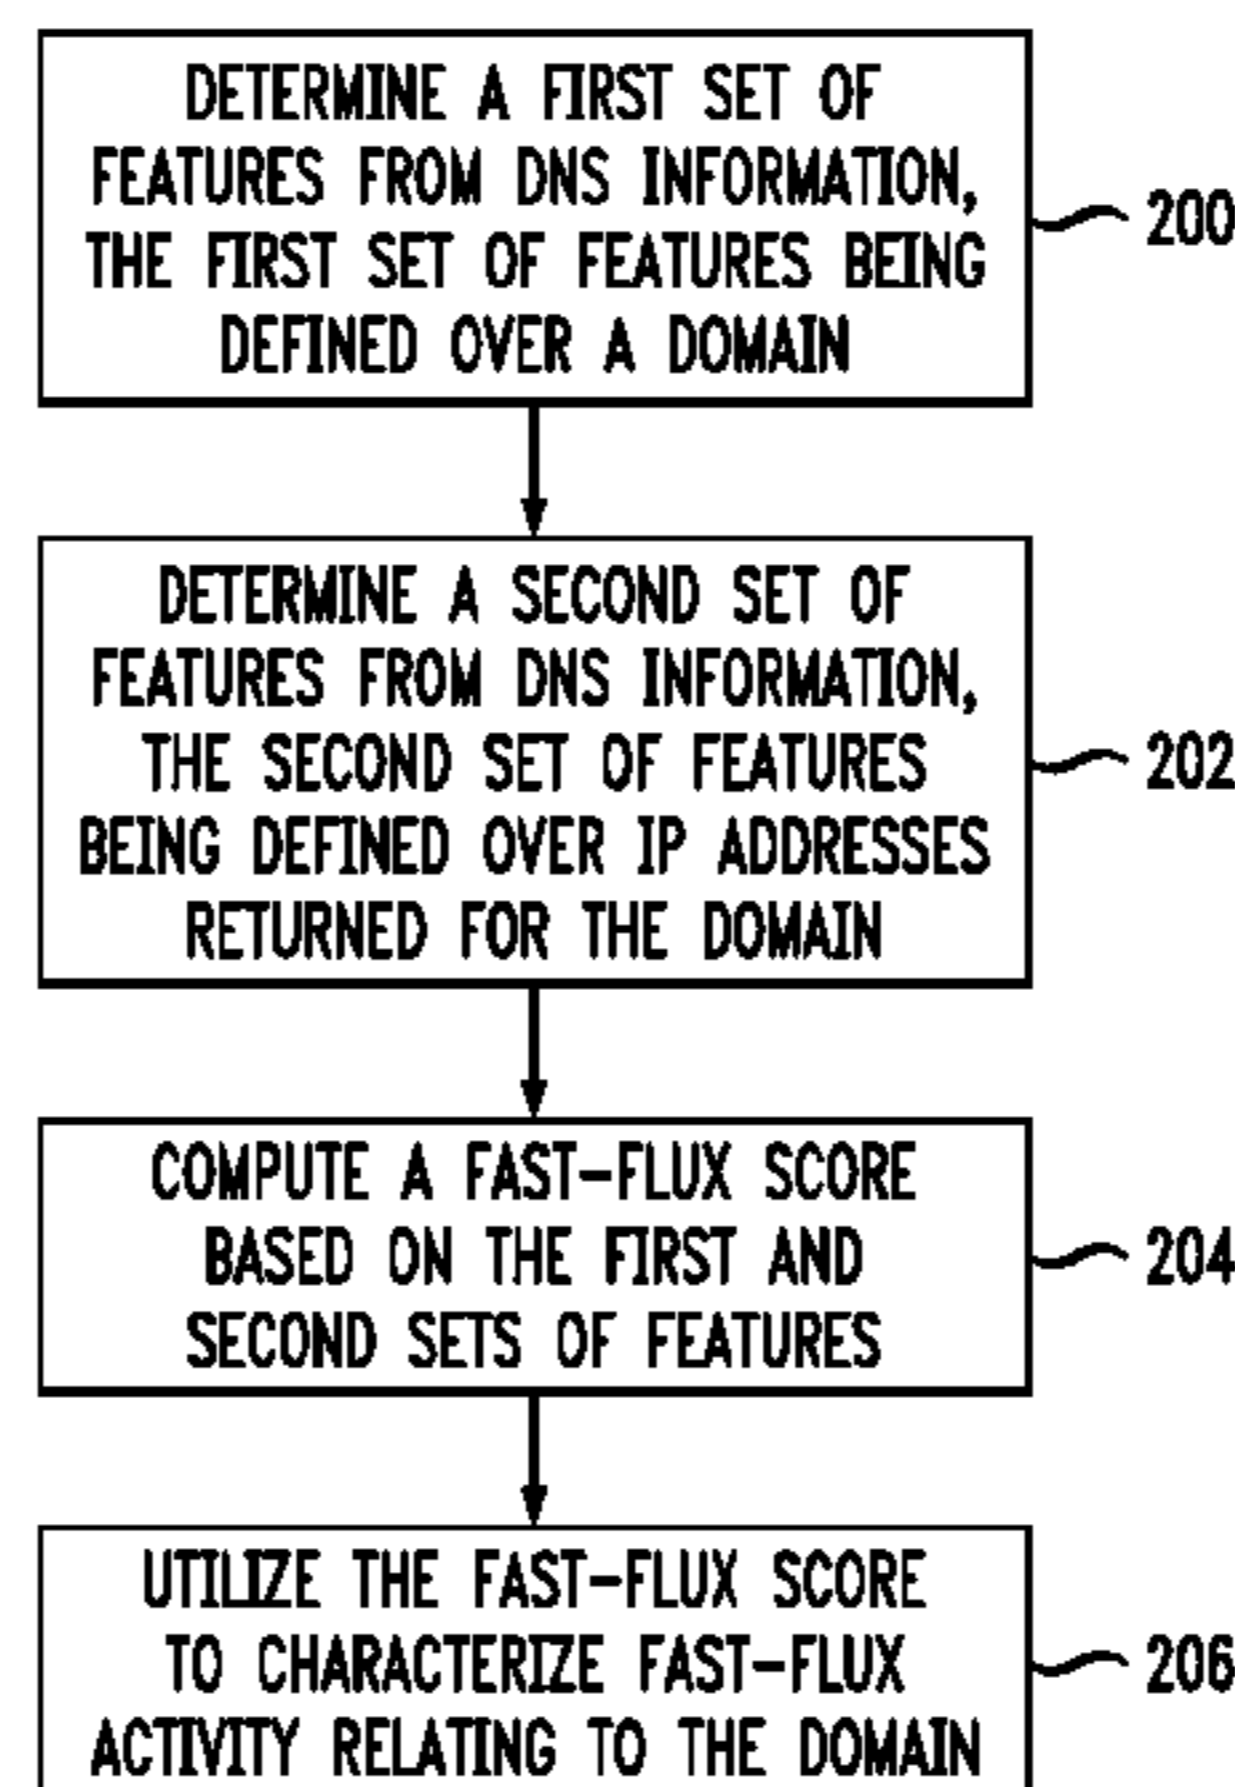 DETERMINE A FIRST SET OF
FEATURES FROM DNS INFORMATION,
THE FIRST SET OF FEATURES BEING
DEFINED OVER A DOMAIN
200
DETERMINE A SECOND SET OF
FEATURES FROM DNS INFORMATION,
THE SECOND SET OF FEATURES
BEING DEFINED OVER IP ADDRESSES
RETURNED FOR THE DOMAIN
202
COMPUTE A FAST-FLUX SCORE
BASED ON THE FIRST AND
SECOND SETS OF FEATURES
204
UTILIZE THE FAST-FLUX SCORE
TO CHARACTERIZE FAST-FLUX
ACTIVITY RELATING TO THE DOMAIN
206